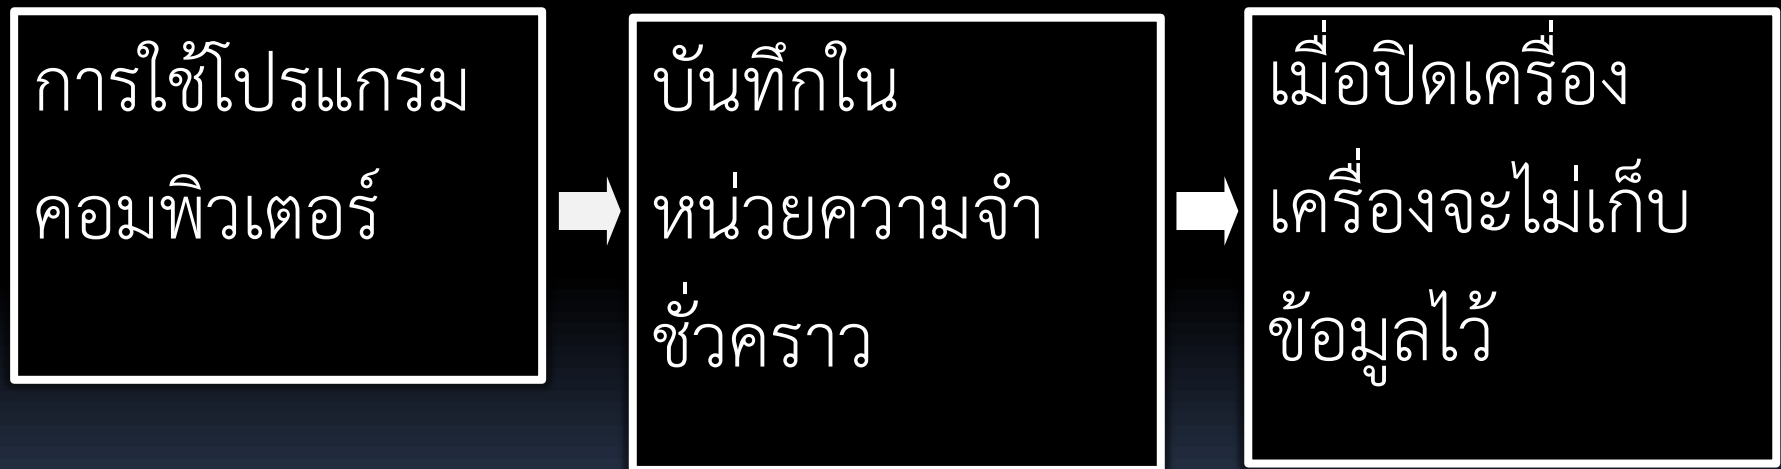 การใช้โปรแกรม
คอมพิวเตอร์
บันทึกใน
หน่วยความจำ
ชั่วคราว
เมื่อปิดเครื่อง
เครื่องจะไม่เก็บ
ข้อมูลไว้